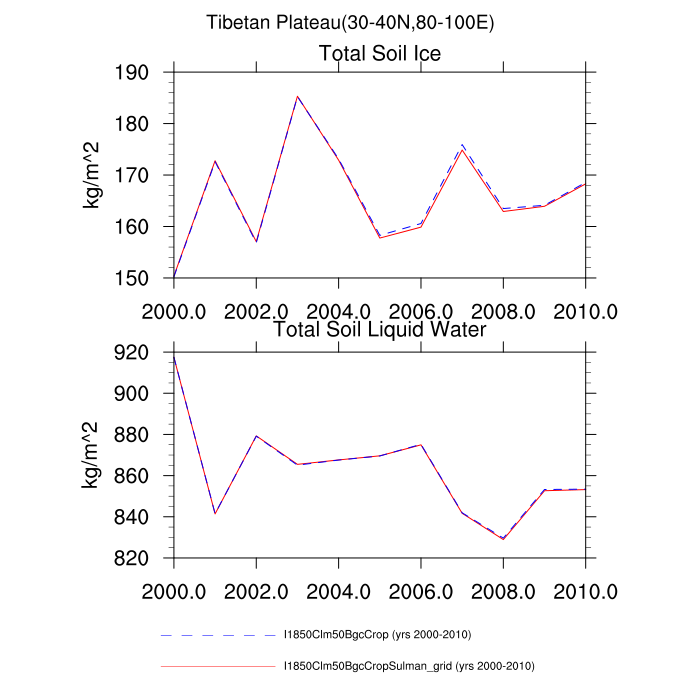 Tibetan Plateau(30-40N,80-100E)
Total Soil Ice
190
180
170
160
150
kg/m^2
2000.0 2002.0 2004.0 2006.0 2008.0 2010.0
Total Soil Liquid Water
920
900
880
860
840
820
kg/m^2
2000.0 2002.0 2004.0 2006.0 2008.0 2010.0
I1850Clm50BgcCrop (yrs 2000-2010)
I1850Clm50BgcCropSulman_grid (yrs 2000-2010)